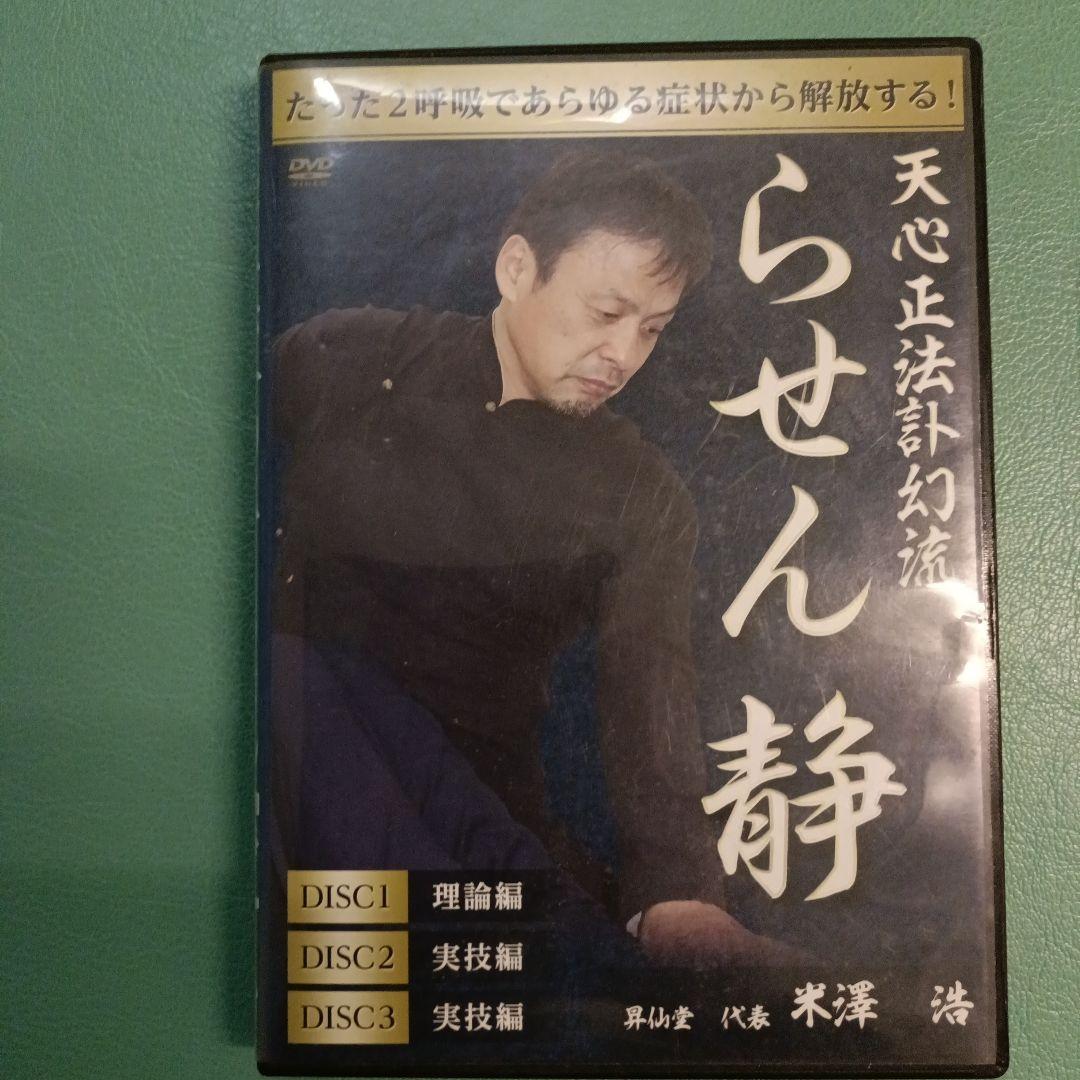 たった2呼吸であらゆる症状から解放する!
DVD
VIDEO
天心正法訃幻流
らせん 静
DISC1 理論編
DISC2 実技編
DISC3 実技編
昇仙堂 代表 米澤 浩